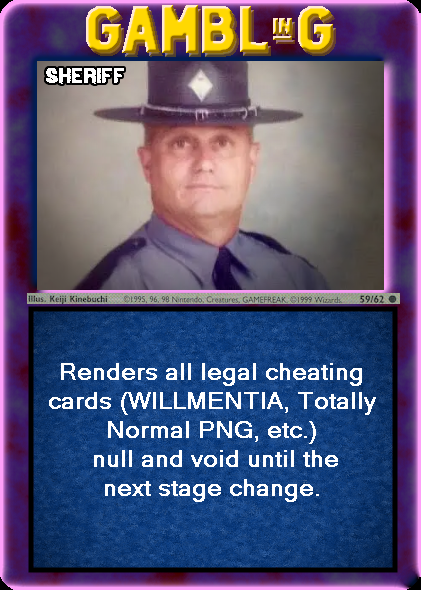 GAMBLING
SHERIFF
Illus. Keiji Kinebuchi ©1995, 96, 98 Nintendo, Creatures, GAMEFREAK. ©1999 Wizards. 59/62
Renders all legal cheating
cards (WILLMENTIA, Totally
Normal PNG, etc.)
null and void until the
next stage change.